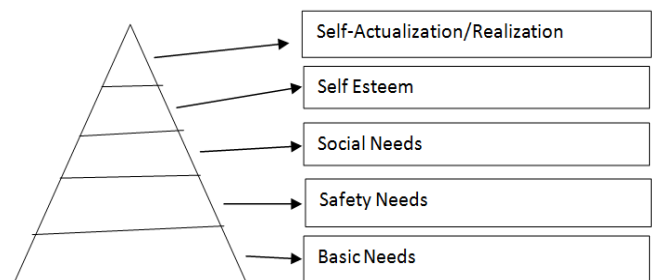 Self-Actualization/Realization
Self Esteem
Social Needs
Safety Needs
Basic Needs